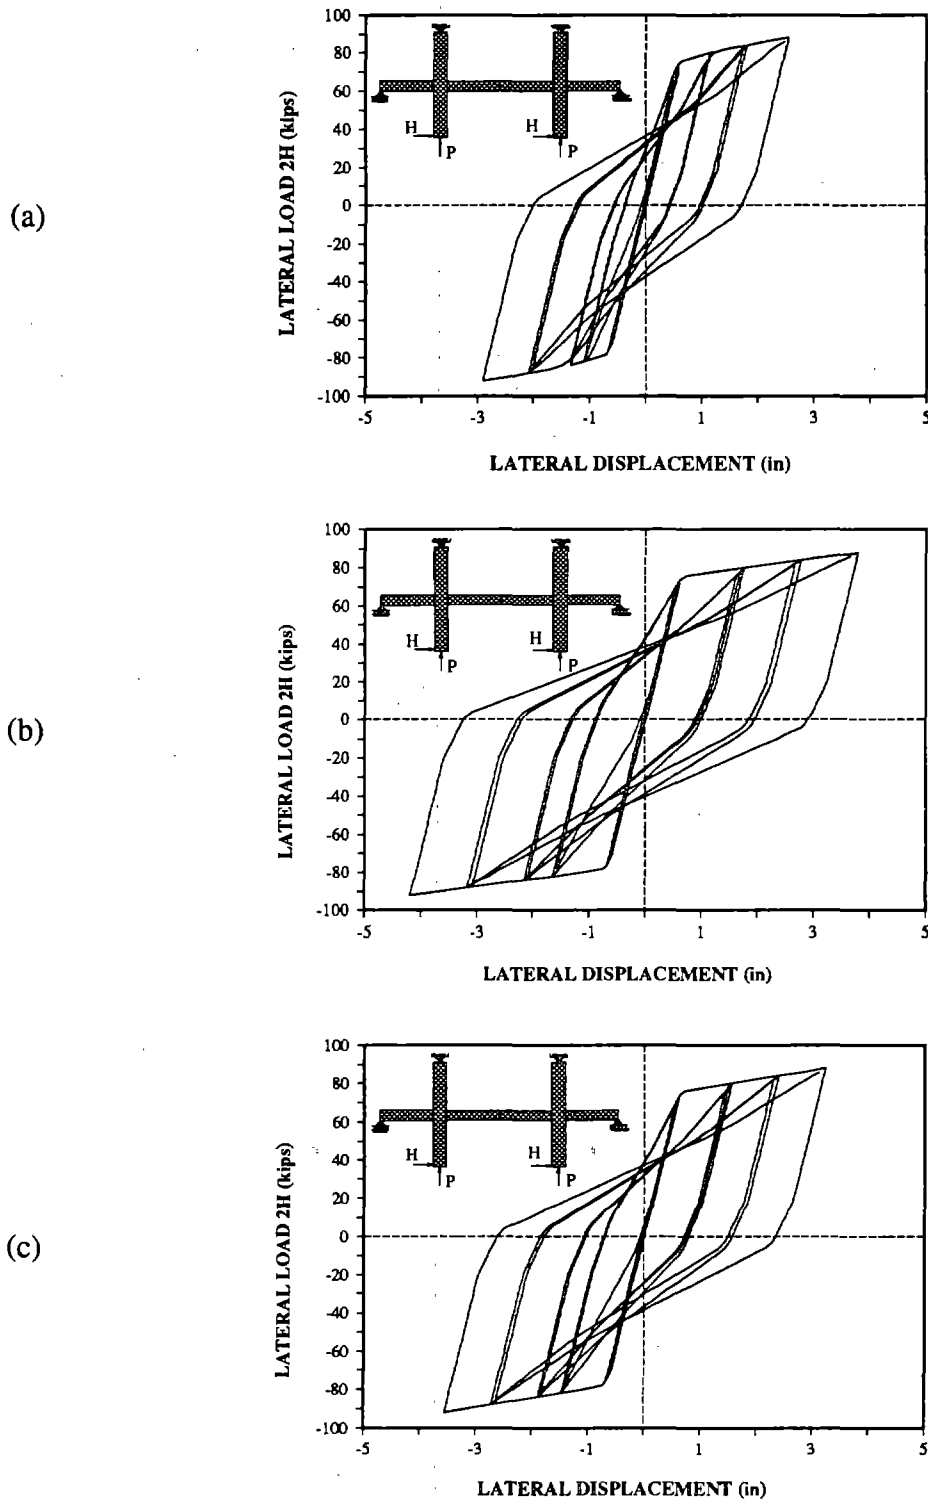 (a)
LATERAL LOAD 2H (kips)
100
80
60
40
20
0
-20
-40
-60
-80
-100
H
P
H
P
-5
-3
-1
1
3
5
LATERAL DISPLACEMENT (in)
(b)
LATERAL LOAD 2H (kips)
100
80
60
40
20
0
-20
-40
-60
-80
-100
H
P
H
P
-5
-3
-1
1
3
5
LATERAL DISPLACEMENT (in)
(c)
LATERAL LOAD 2H (kips)
100
80
60
40
20
0
-20
-40
-60
-80
-100
H
P
H
P
-5
-3
-1
1
3
5
LATERAL DISPLACEMENT (in)